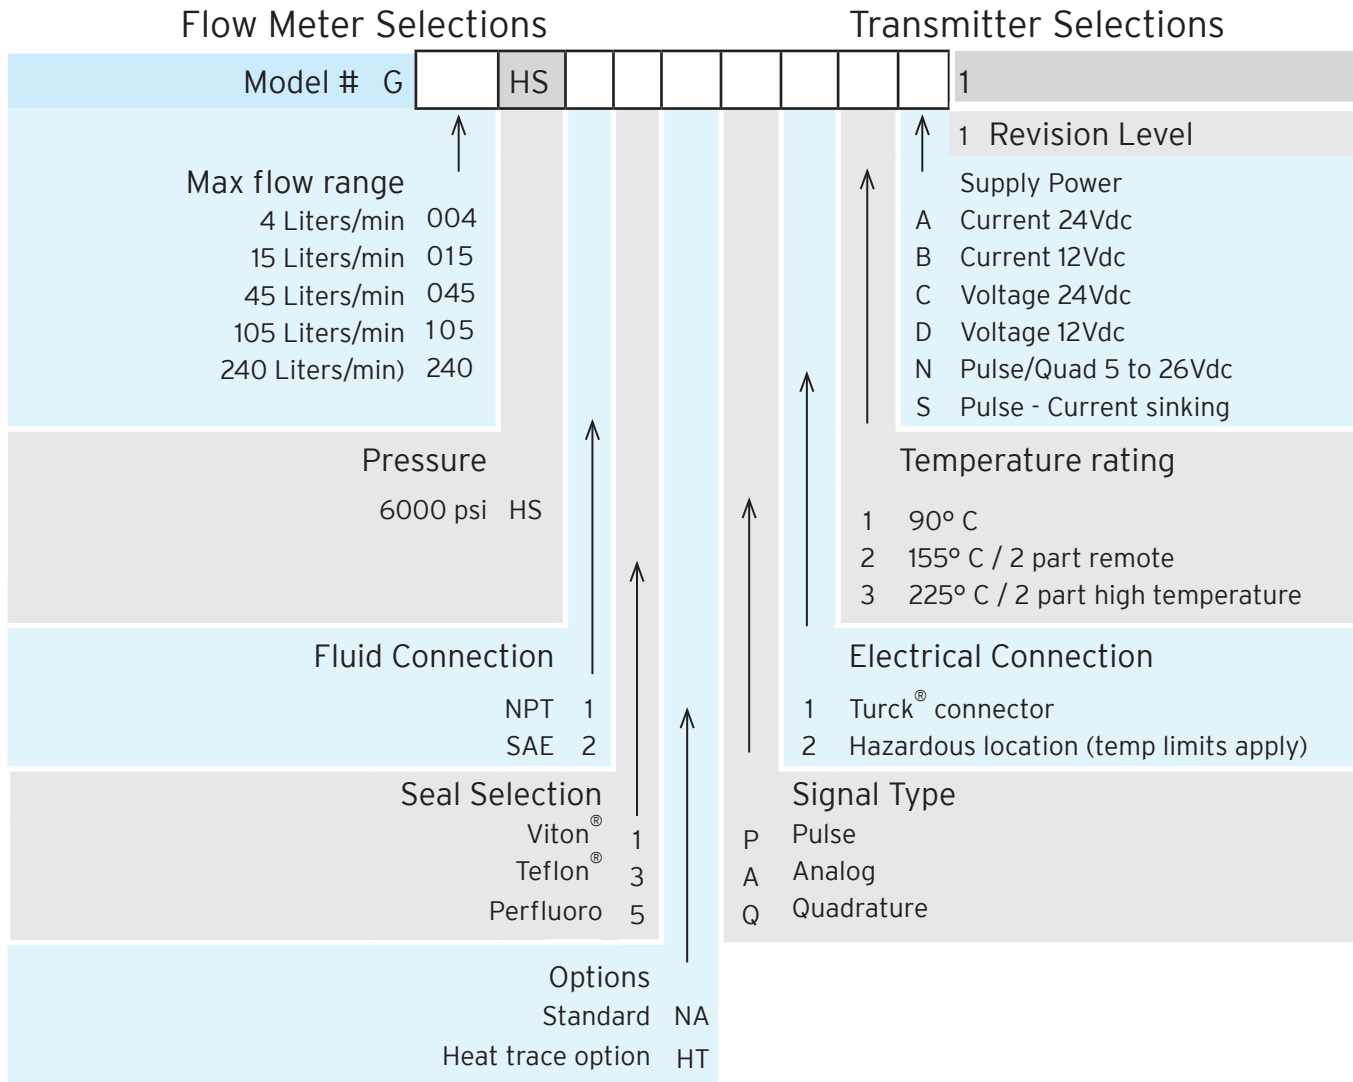 Flow Meter Selections
Transmitter Selections
Model # G HS 1
1 Revision Level
Max flow range
4 Liters/min 004
15 Liters/min 015
45 Liters/min 045
105 Liters/min 105
240 Liters/min) 240
Supply Power
A Current 24Vdc
B Current 12Vdc
C Voltage 24Vdc
D Voltage 12Vdc
N Pulse/Quad 5 to 26Vdc
S Pulse - Current sinking
Pressure
6000 psi HS
Temperature rating
1 90° C
2 155° C / 2 part remote
3 225° C / 2 part high temperature
Fluid Connection
NPT 1
SAE 2
Electrical Connection
1 Turck® connector
2 Hazardous location (temp limits apply)
Seal Selection
Viton® 1
Teflon® 3
Perfluoro 5
Signal Type
P Pulse
A Analog
Q Quadrature
Options
Standard NA
Heat trace option HT